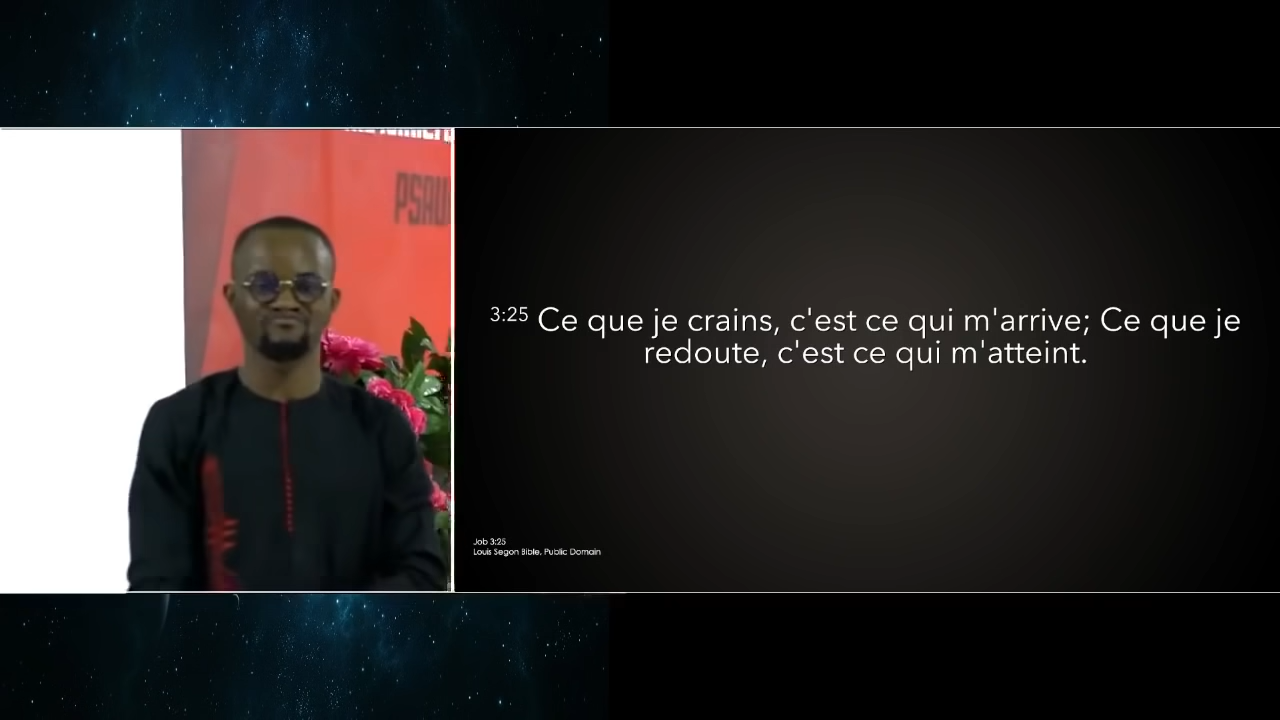 PSAU
3:25 Ce que je crains, c'est ce qui m'arrive; Ce que je
redoute, c'est ce qui m'atteint.
Job 3:25
Louis Segon Bible, Public Domain